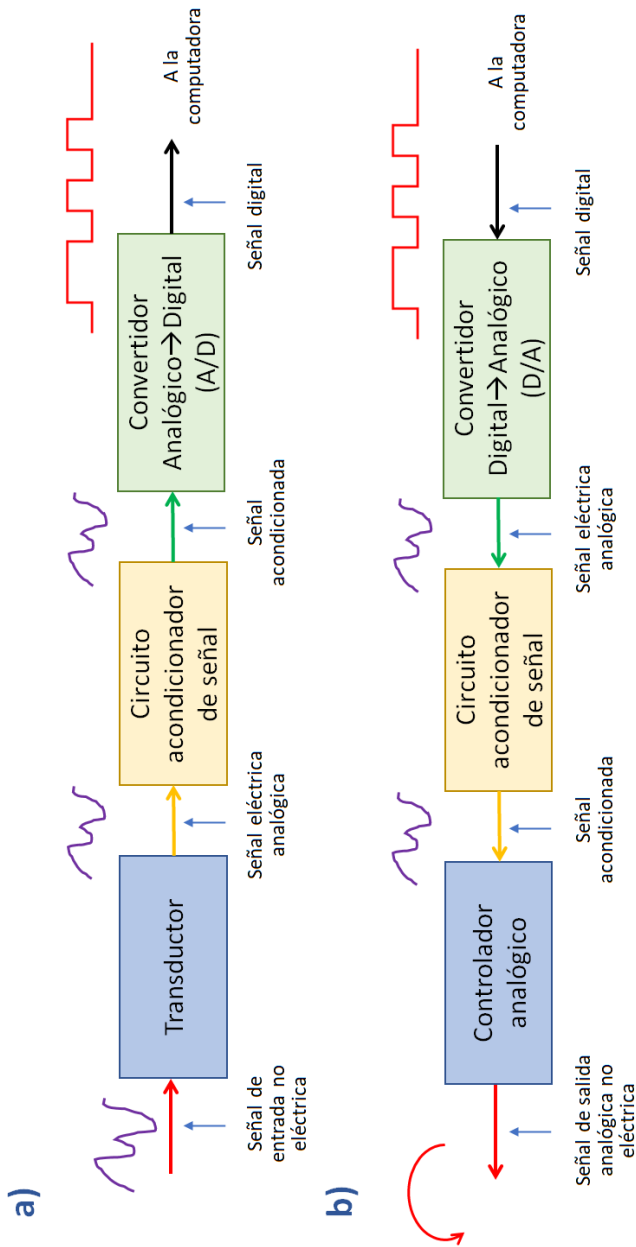 a)
Señal de
entrada no
eléctrica
Transductor
Señal eléctrica
analógica
Circuito
acondicionador
de señal
Señal
acondicionada
Convertidor
Analógico→Digital
(A/D)
Señal digital
A la
computadora
b)
Señal de salida
analógica no
eléctrica
Controlador
analógico
Señal
acondicionada
Circuito
acondicionador
de señal
Señal eléctrica
analógica
Convertidor
Digital→Analógico
(D/A)
Señal digital
A la
computadora